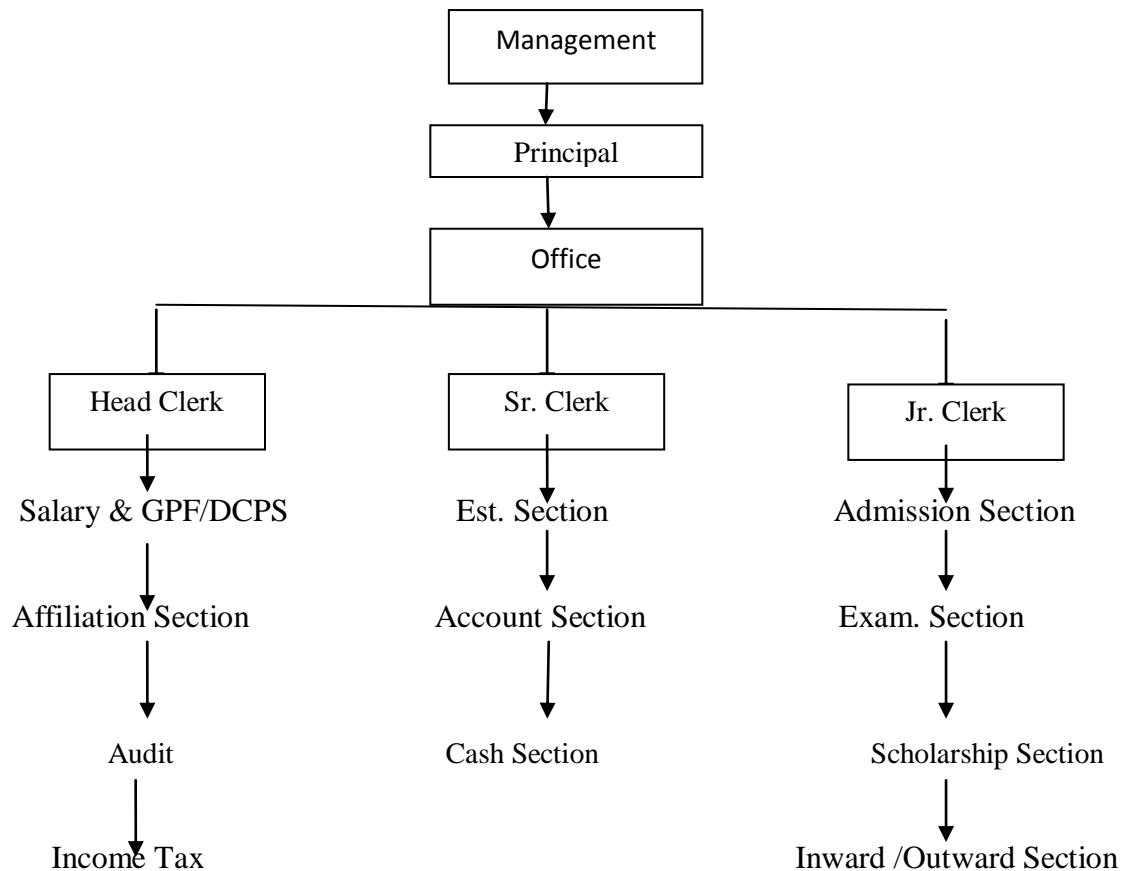 Management
Principal
Office
Head Clerk
Sr. Clerk
Jr. Clerk
Salary & GPF/DCPS
Est. Section
Admission Section
Affiliation Section
Account Section
Exam. Section
Audit
Cash Section
Scholarship Section
Income Tax
Inward /Outward Section